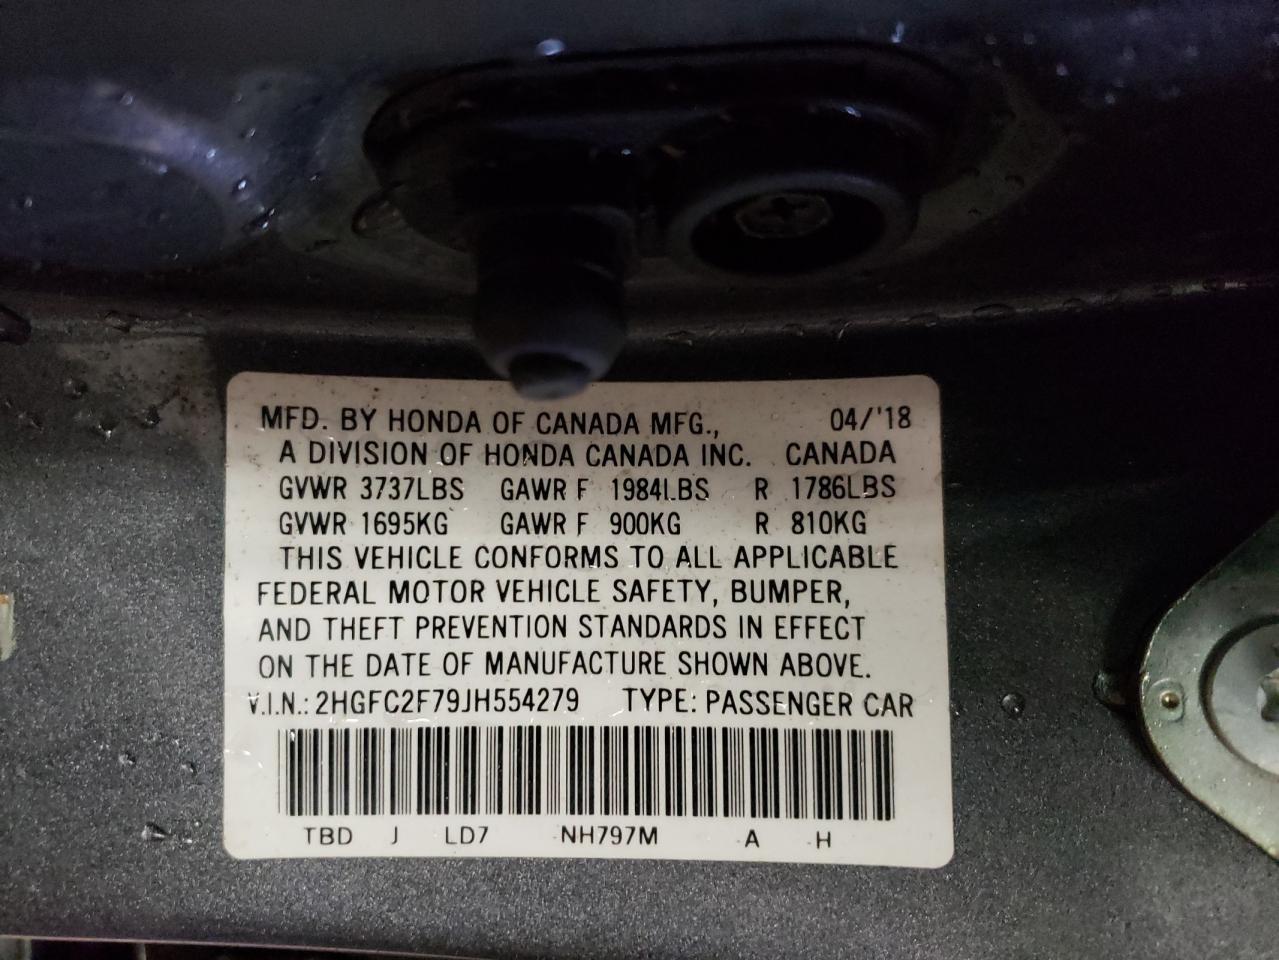 MFD. BY HONDA OF CANADA MFG., 04/'18
A DIVISION OF HONDA CANADA INC. CANADA
GVWR 3737LBS GAWR F 1984LBS R 1786LBS
GVWR 1695KG GAWR F 900KG R 810KG
THIS VEHICLE CONFORMS TO ALL APPLICABLE
FEDERAL MOTOR VEHICLE SAFETY, BUMPER,
AND THEFT PREVENTION STANDARDS IN EFFECT
ON THE DATE OF MANUFACTURE SHOWN ABOVE.
V.I.N.: 2HGFC2F79JH554279 TYPE: PASSENGER CAR
TBD J LD7 NH797M A H